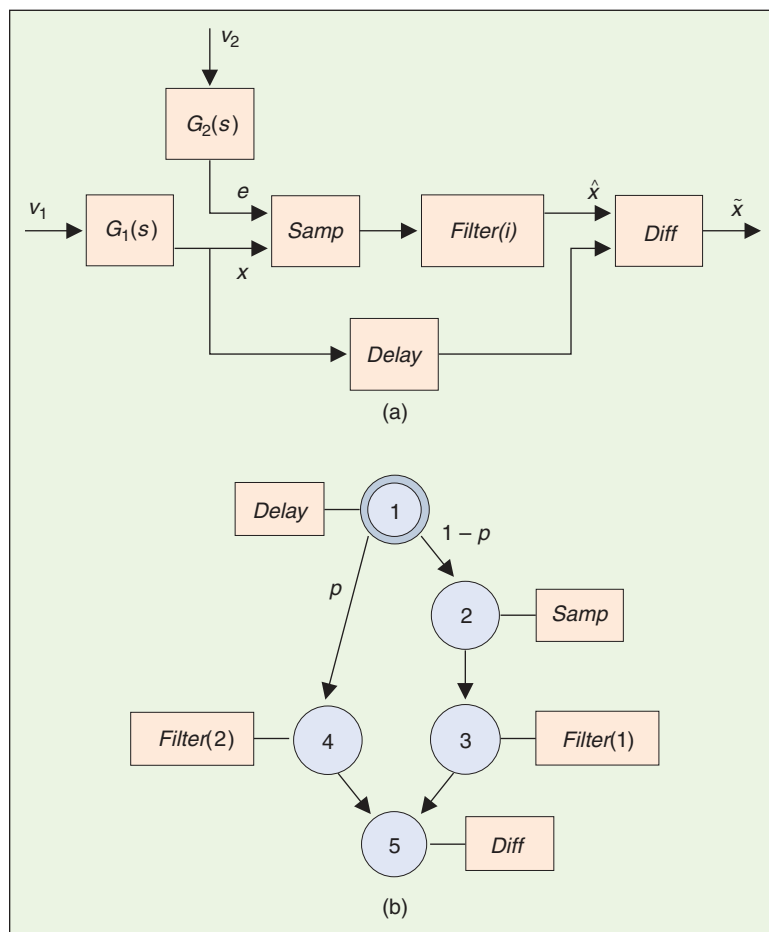 v2
G2(s)
e
v1
G1(s)
x
Samp
Filter(i)
x̂
Diff
x̃
Delay
(a)
Delay
1
1 – p
p
2
Samp
Filter(2)
4
3
Filter(1)
5
Diff
(b)